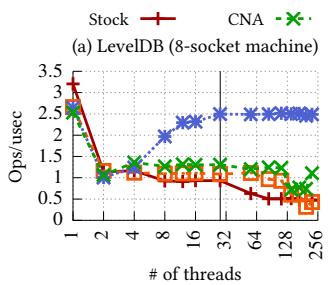 Stock CNA
(a) LevelDB (8-socket machine)
3.5
3
2.5
2
1.5
1
0.5
0
Ops/usec
1 2 4 8 16 32 64 128 256
# of threads